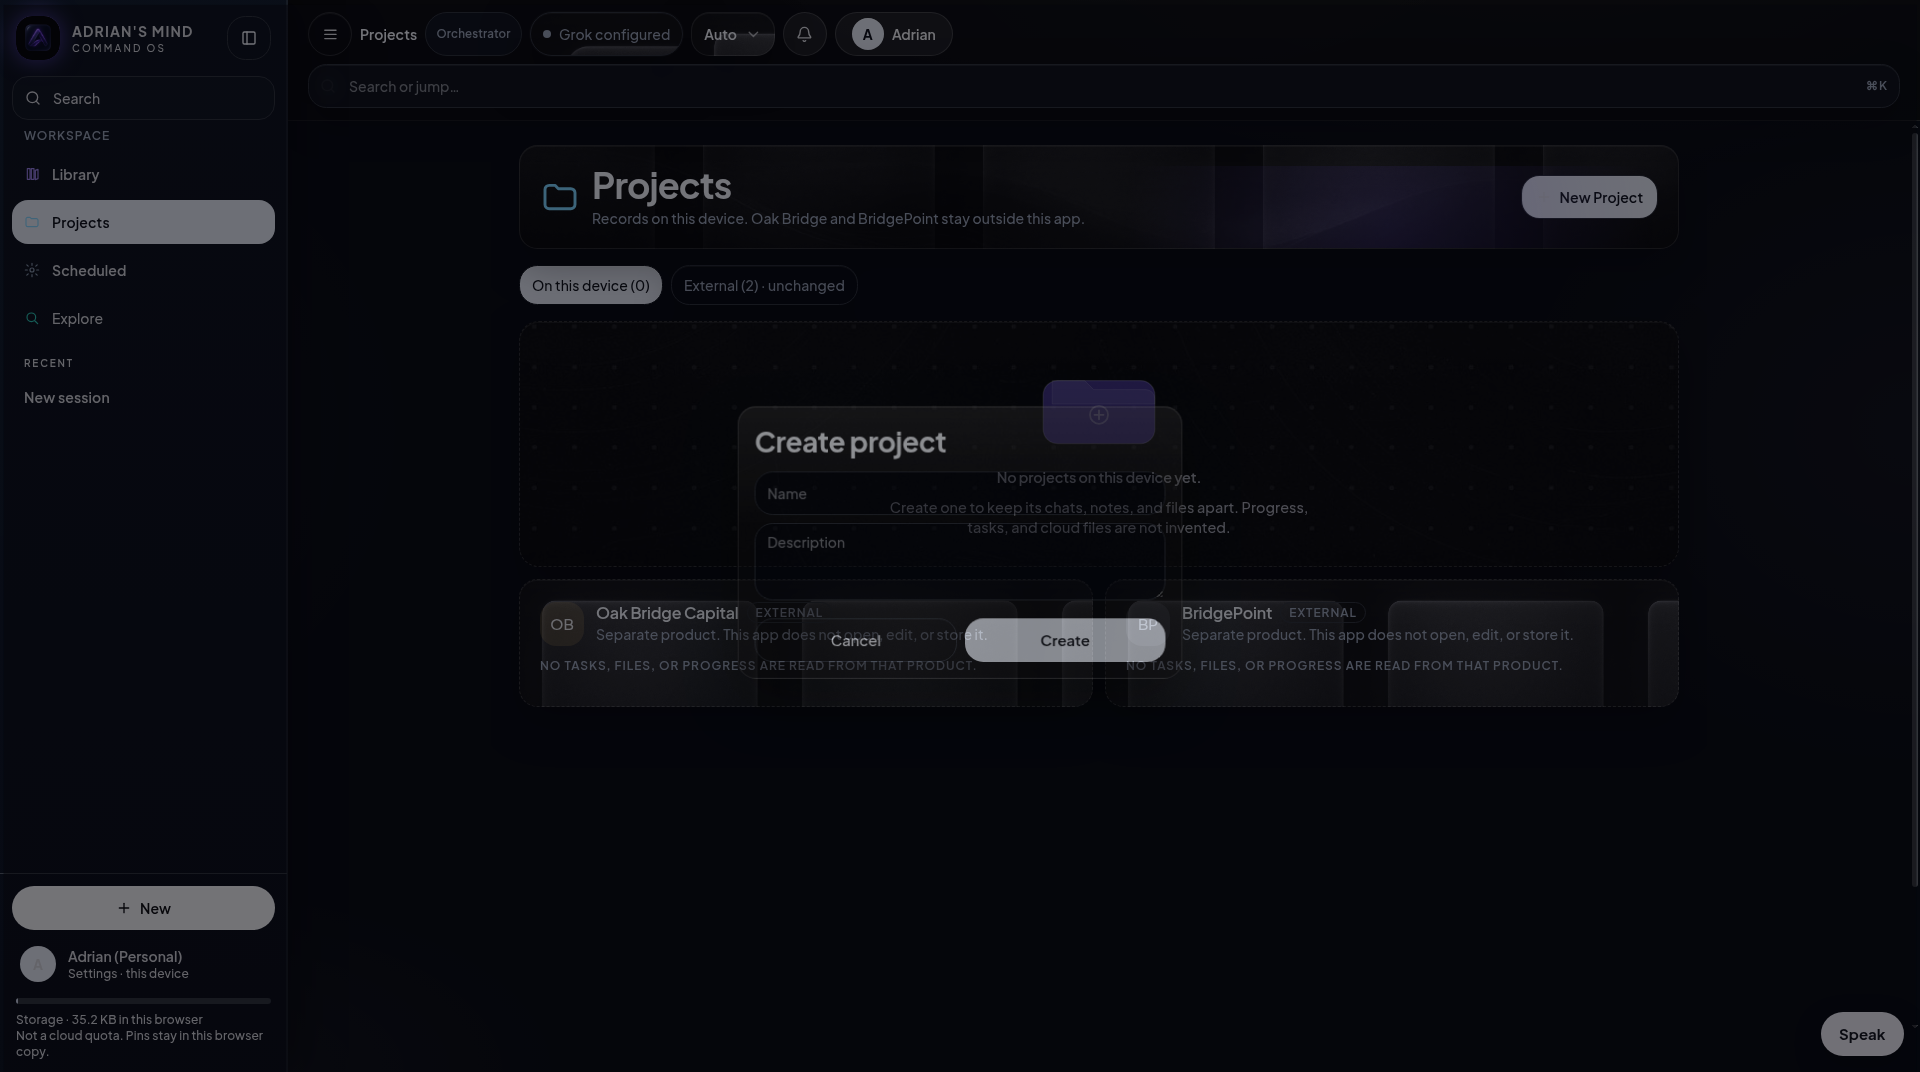 ADRIAN'S MIND
COMMAND OS
Search
WORKSPACE
Library
Projects
Scheduled
Explore
RECENT
New session
New
A
Adrian (Personal)
Settings · this device
Storage · 35.2 KB in this browser
Not a cloud quota. Pins stay in this browser
copy.
Projects
Orchestrator
Grok configured
Auto
A
Adrian
Search or jump...
⌘K
Projects
Records on this device. Oak Bridge and BridgePoint stay outside this app.
New Project
On this device (0)
External (2) · unchanged
No projects on this device yet.
Create one to keep its chats, notes, and files apart. Progress,
tasks, and cloud files are not invented.
Create project
Name
Description
Cancel
Create
OB
Oak Bridge Capital
EXTERNAL
Separate product. This app does not open, edit, or store it.
NO TASKS, FILES, OR PROGRESS ARE READ FROM THAT PRODUCT.
BP
BridgePoint
EXTERNAL
Separate product. This app does not open, edit, or store it.
NO TASKS, FILES, OR PROGRESS ARE READ FROM THAT PRODUCT.
Speak